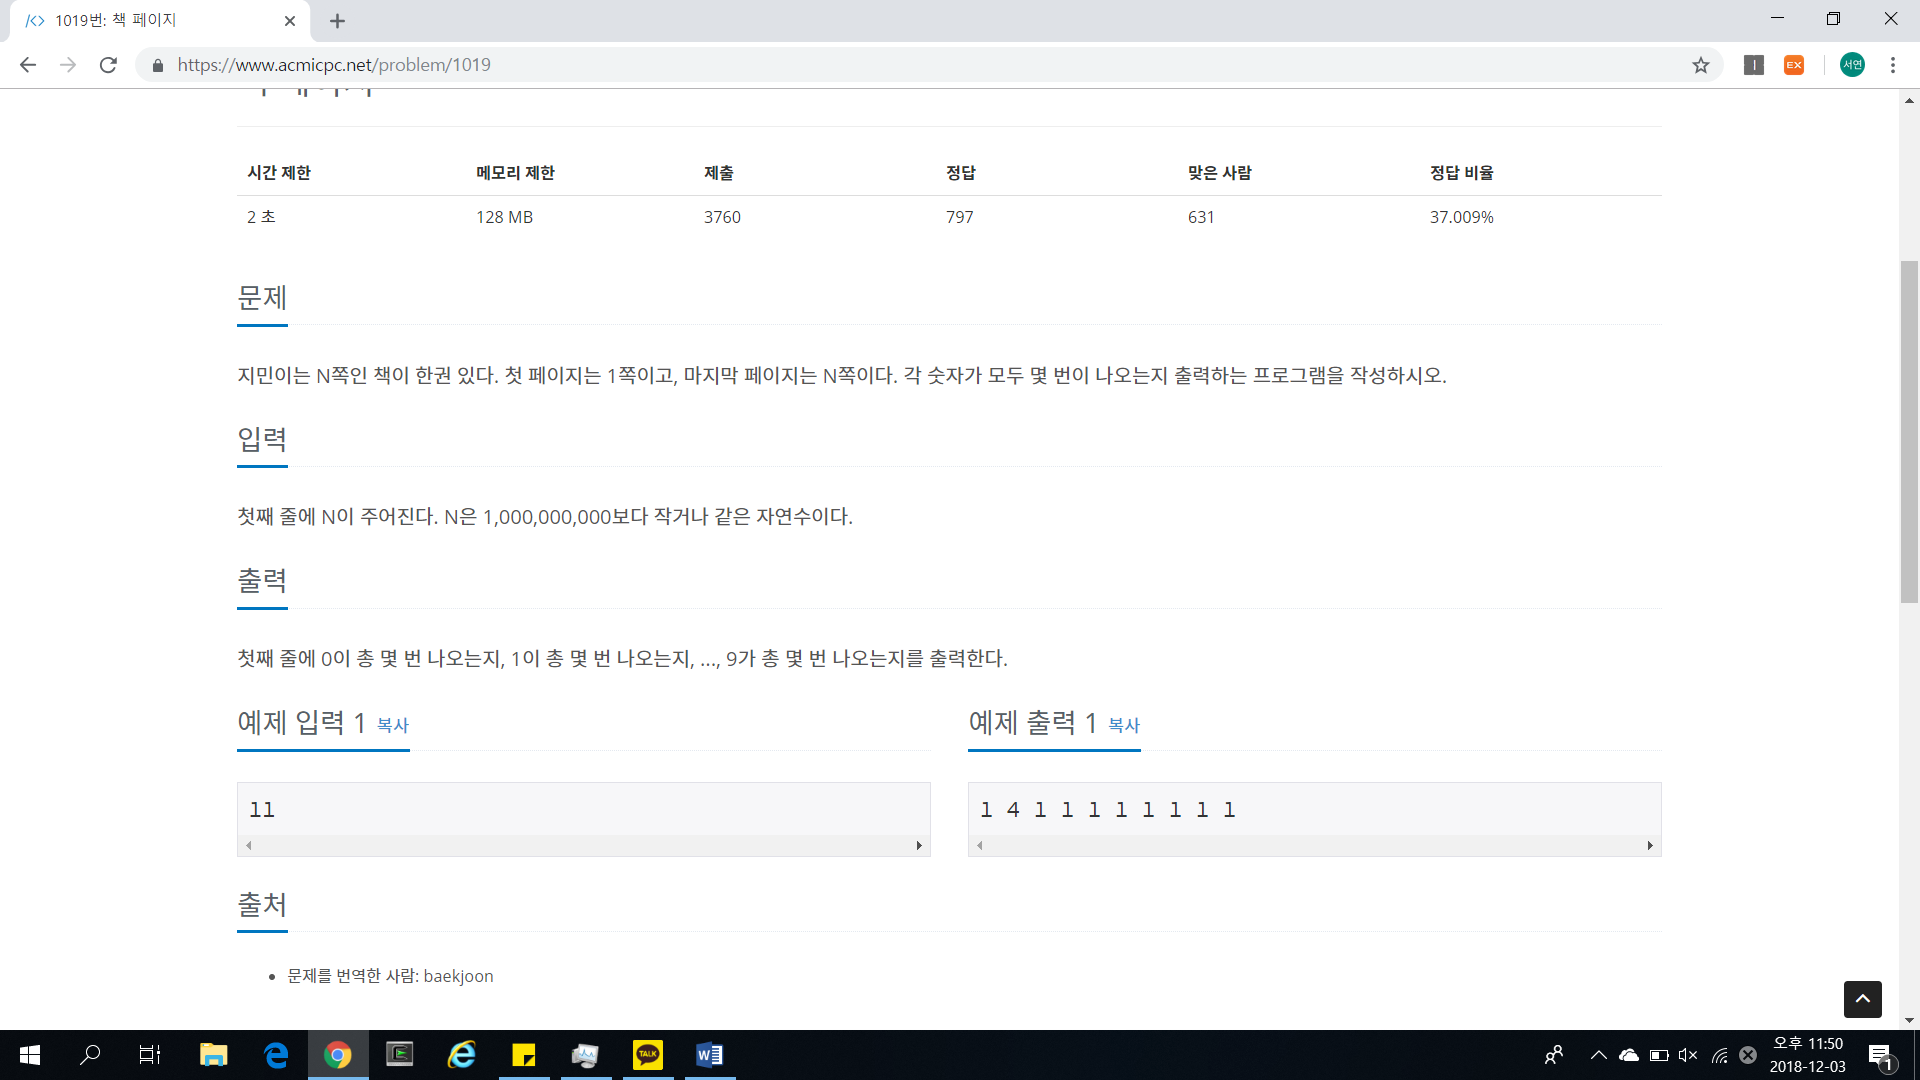 1019번: 책 페이지
https://www.acmicpc.net/problem/1019
EX
서연
시간 제한 메모리 제한 제출 정답 맞은 사람 정답 비율
2 초 128 MB 3760 797 631 37.009%
문제
지민이는 N쪽인 책이 한권 있다. 첫 페이지는 1쪽이고, 마지막 페이지는 N쪽이다. 각 숫자가 모두 몇 번이 나오는지 출력하는 프로그램을 작성하시오.
입력
첫째 줄에 N이 주어진다. N은 1,000,000,000보다 작거나 같은 자연수이다.
출력
첫째 줄에 0이 총 몇 번 나오는지, 1이 총 몇 번 나오는지, ..., 9가 총 몇 번 나오는지를 출력한다.
예제 입력 1 복사
예제 출력 1 복사
11
1 4 1 1 1 1 1 1 1 1
출처
문제를 번역한 사람: baekjoon
TALK
오후 11:50
2018-12-03
1